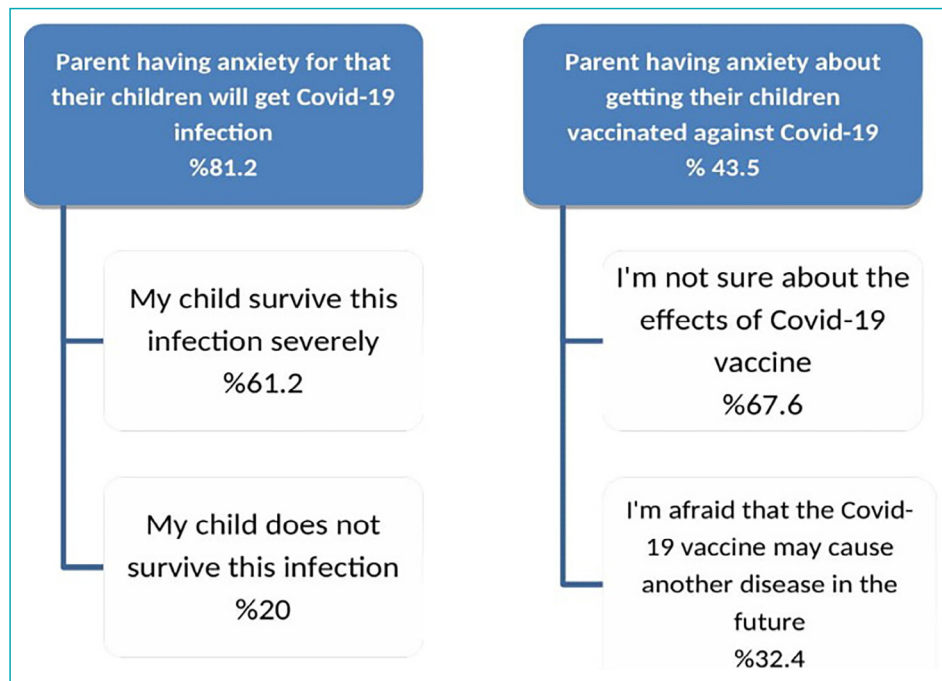 Parent having anxiety for that
their children will get Covid-19
infection
%81.2
My child survive this
infection severely
%61.2
My child does not
survive this infection
%20
Parent having anxiety about
getting their children
vaccinated against Covid-19
% 43.5
I'm not sure about the
effects of Covid-19
vaccine
%67.6
I'm afraid that the Covid-
19 vaccine may cause
another disease in the
future
%32.4